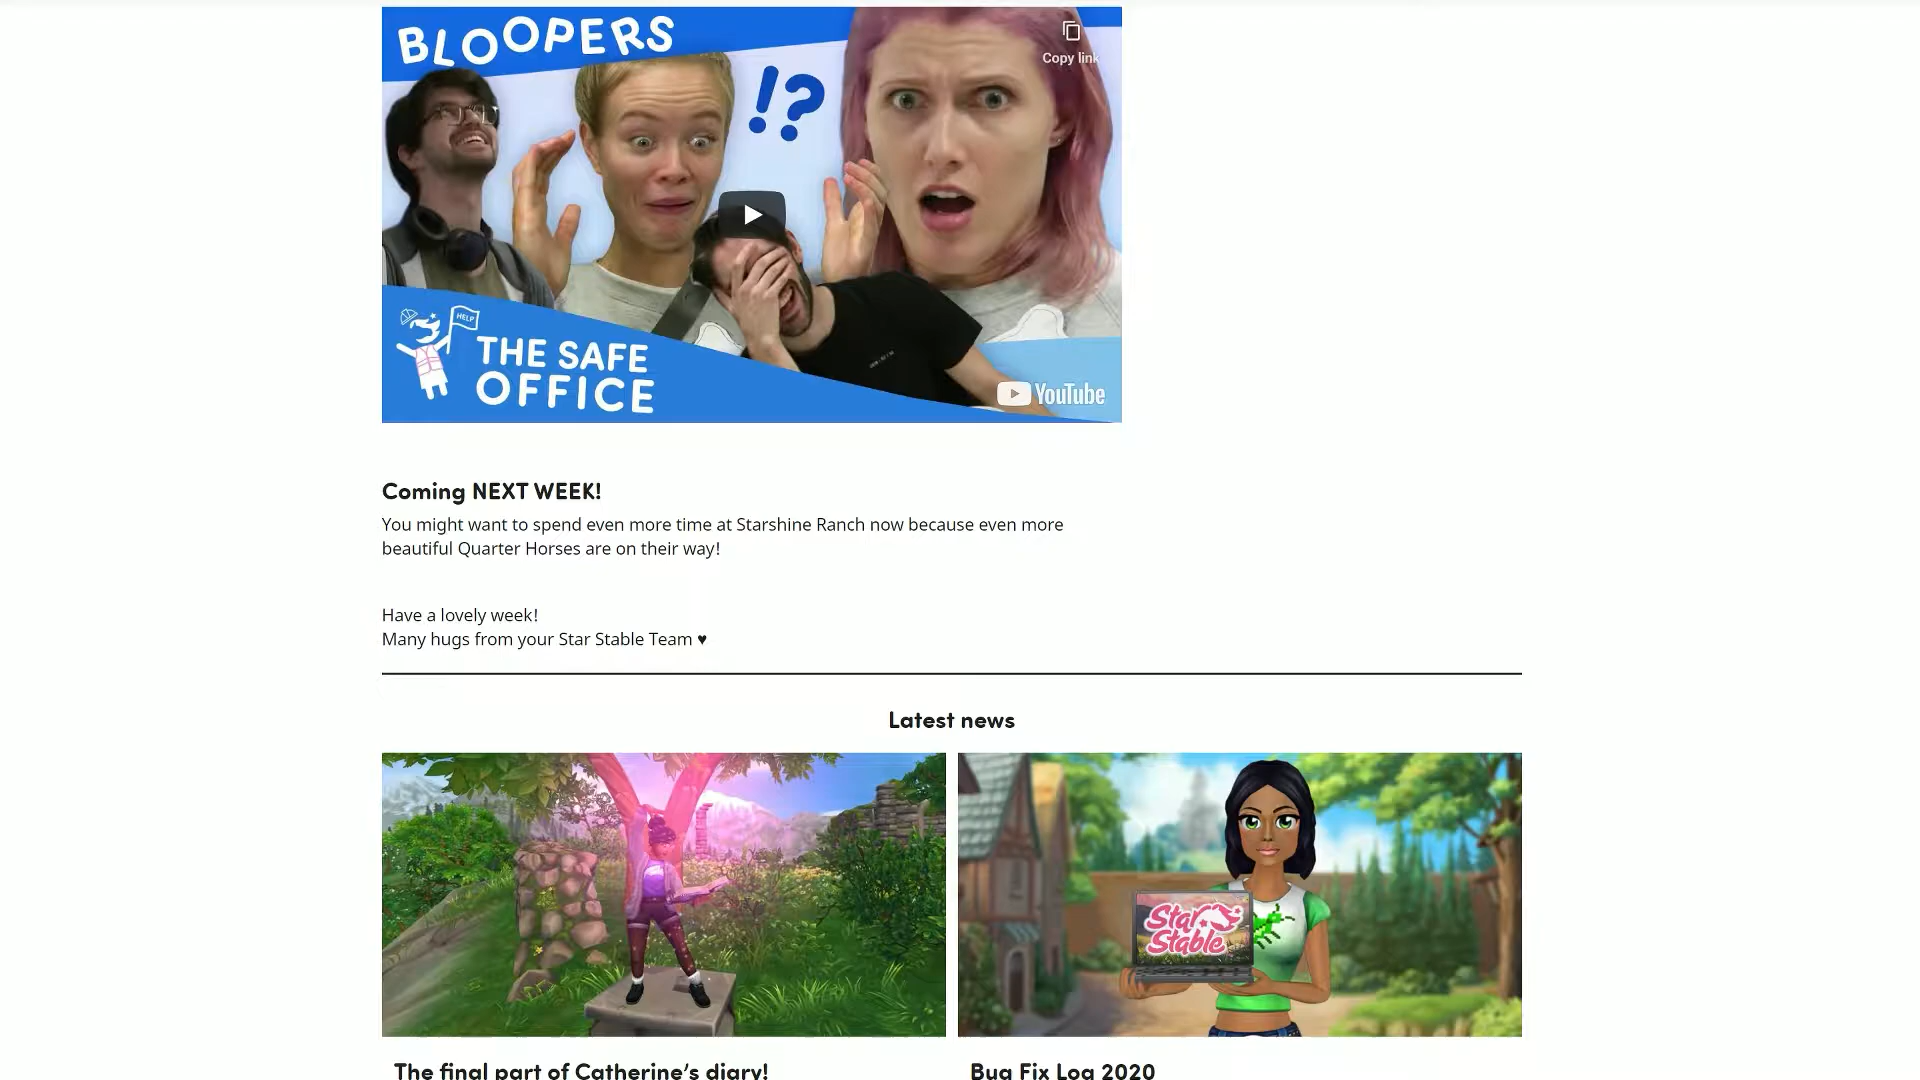 BLOOPERS
!?
Copy link
HELP
THE SAFE
OFFICE
YouTube
Coming NEXT WEEK!
You might want to spend even more time at Starshine Ranch now because even more
beautiful Quarter Horses are on their way!
Have a lovely week!
Many hugs from your Star Stable Team ♥
Latest news
Star
Stable
The final part of Catherine’s diary!
Bug Fix Log 2020